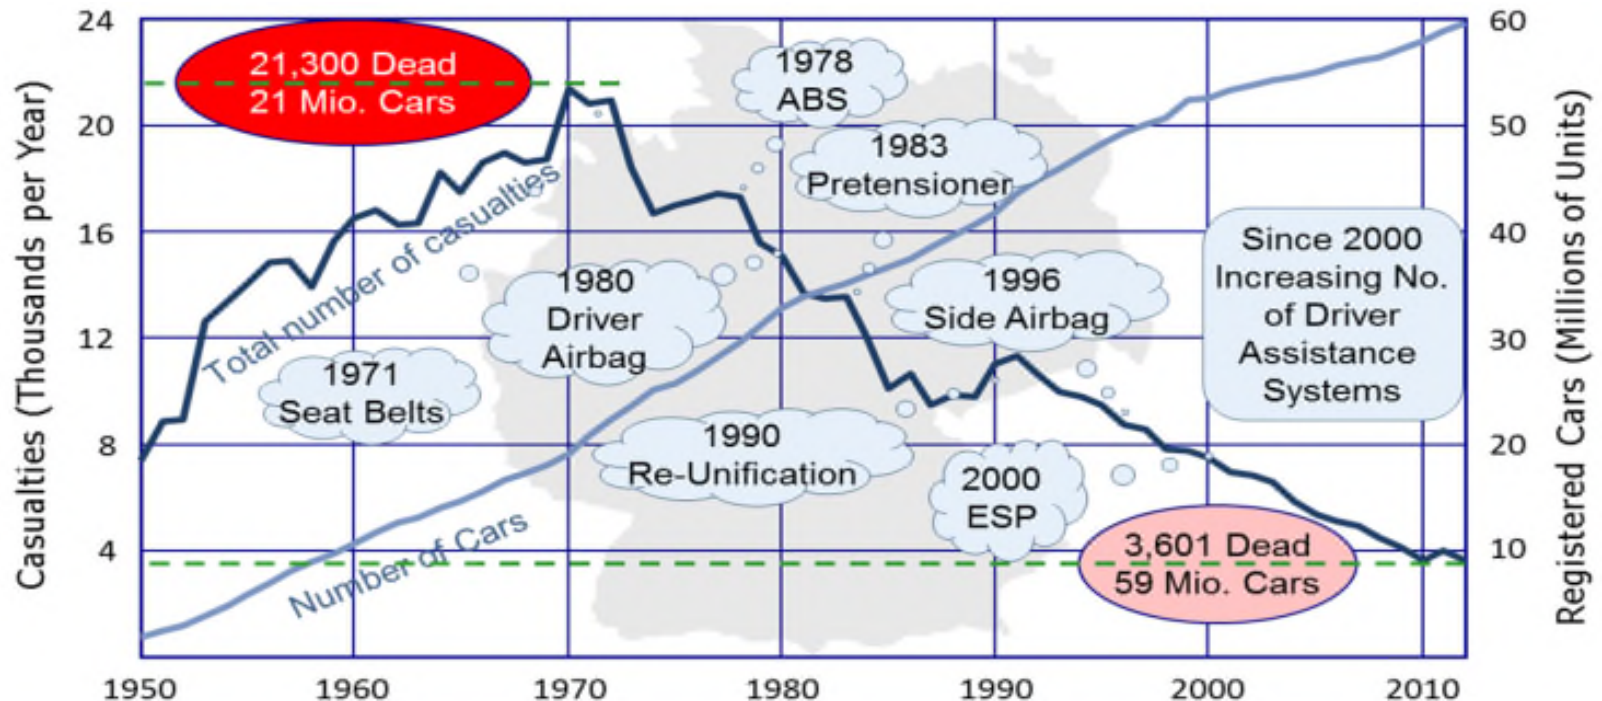 Casualties (Thousands per Year)
24
20
16
12
8
4
21,300 Dead
21 Mio. Cars
Total number of casualties
Number of Cars
1971
Seat Belts
1978
ABS
1980
Driver
Airbag
1983
Pretensioner
1990
Re-Unification
1996
Side Airbag
2000
ESP
Since 2000
Increasing No.
of Driver
Assistance
Systems
3,601 Dead
59 Mio. Cars
60
50
40
30
20
10
Registered Cars (Millions of Units)
1950
1960
1970
1980
1990
2000
2010